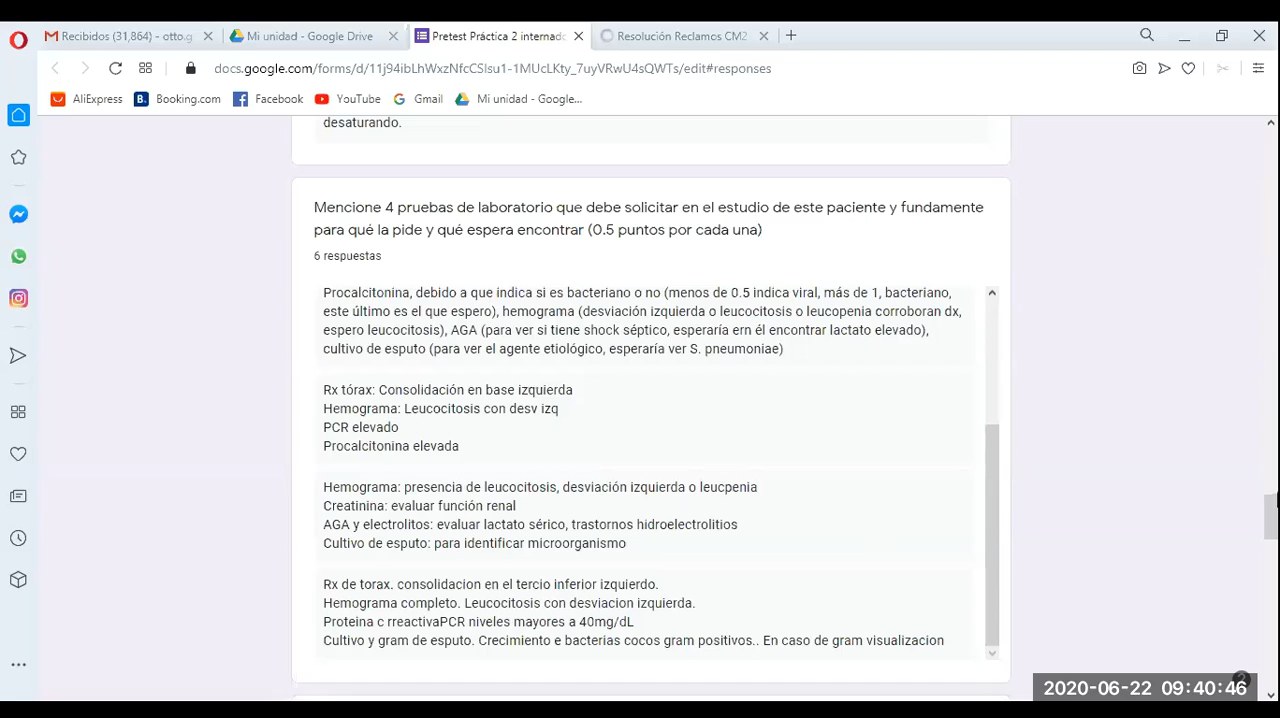 Recibidos (31,864) - otto.g
Mi unidad - Google Drive
Pretest Práctica 2 internado
Resolución Reclamos CM2
docs.google.com/forms/d/11j94ibLhWxzNfcCSIsu1-1MUcLKty_7uyVRwU4sQWTs/edit#responses
AliExpress
Booking.com
Facebook
YouTube
Gmail
Mi unidad - Google...
desaturando.
Mencione 4 pruebas de laboratorio que debe solicitar en el estudio de este paciente y fundamente
para qué la pide y qué espera encontrar (0.5 puntos por cada una)
6 respuestas
Procalcitonina, debido a que indica si es bacteriano o no (menos de 0.5 indica viral, más de 1, bacteriano,
este último es el que espero), hemograma (desviación izquierda o leucocitosis o leucopenia corroboran dx,
espero leucocitosis), AGA (para ver si tiene shock séptico, esperaría ern él encontrar lactato elevado),
cultivo de esputo (para ver el agente etiológico, esperaría ver S. pneumoniae)
Rx tórax: Consolidación en base izquierda
Hemograma: Leucocitosis con desv izq
PCR elevado
Procalcitonina elevada
Hemograma: presencia de leucocitosis, desviación izquierda o leucpenia
Creatinina: evaluar función renal
AGA y electrolitos: evaluar lactato sérico, trastornos hidroelectrolitios
Cultivo de esputo: para identificar microorganismo
Rx de torax. consolidacion en el tercio inferior izquierdo.
Hemograma completo. Leucocitosis con desviacion izquierda.
Proteina c rreactivaPCR niveles mayores a 40mg/dL
Cultivo y gram de esputo. Crecimiento e bacterias cocos gram positivos.. En caso de gram visualizacion
2020-06-22 09:40:46